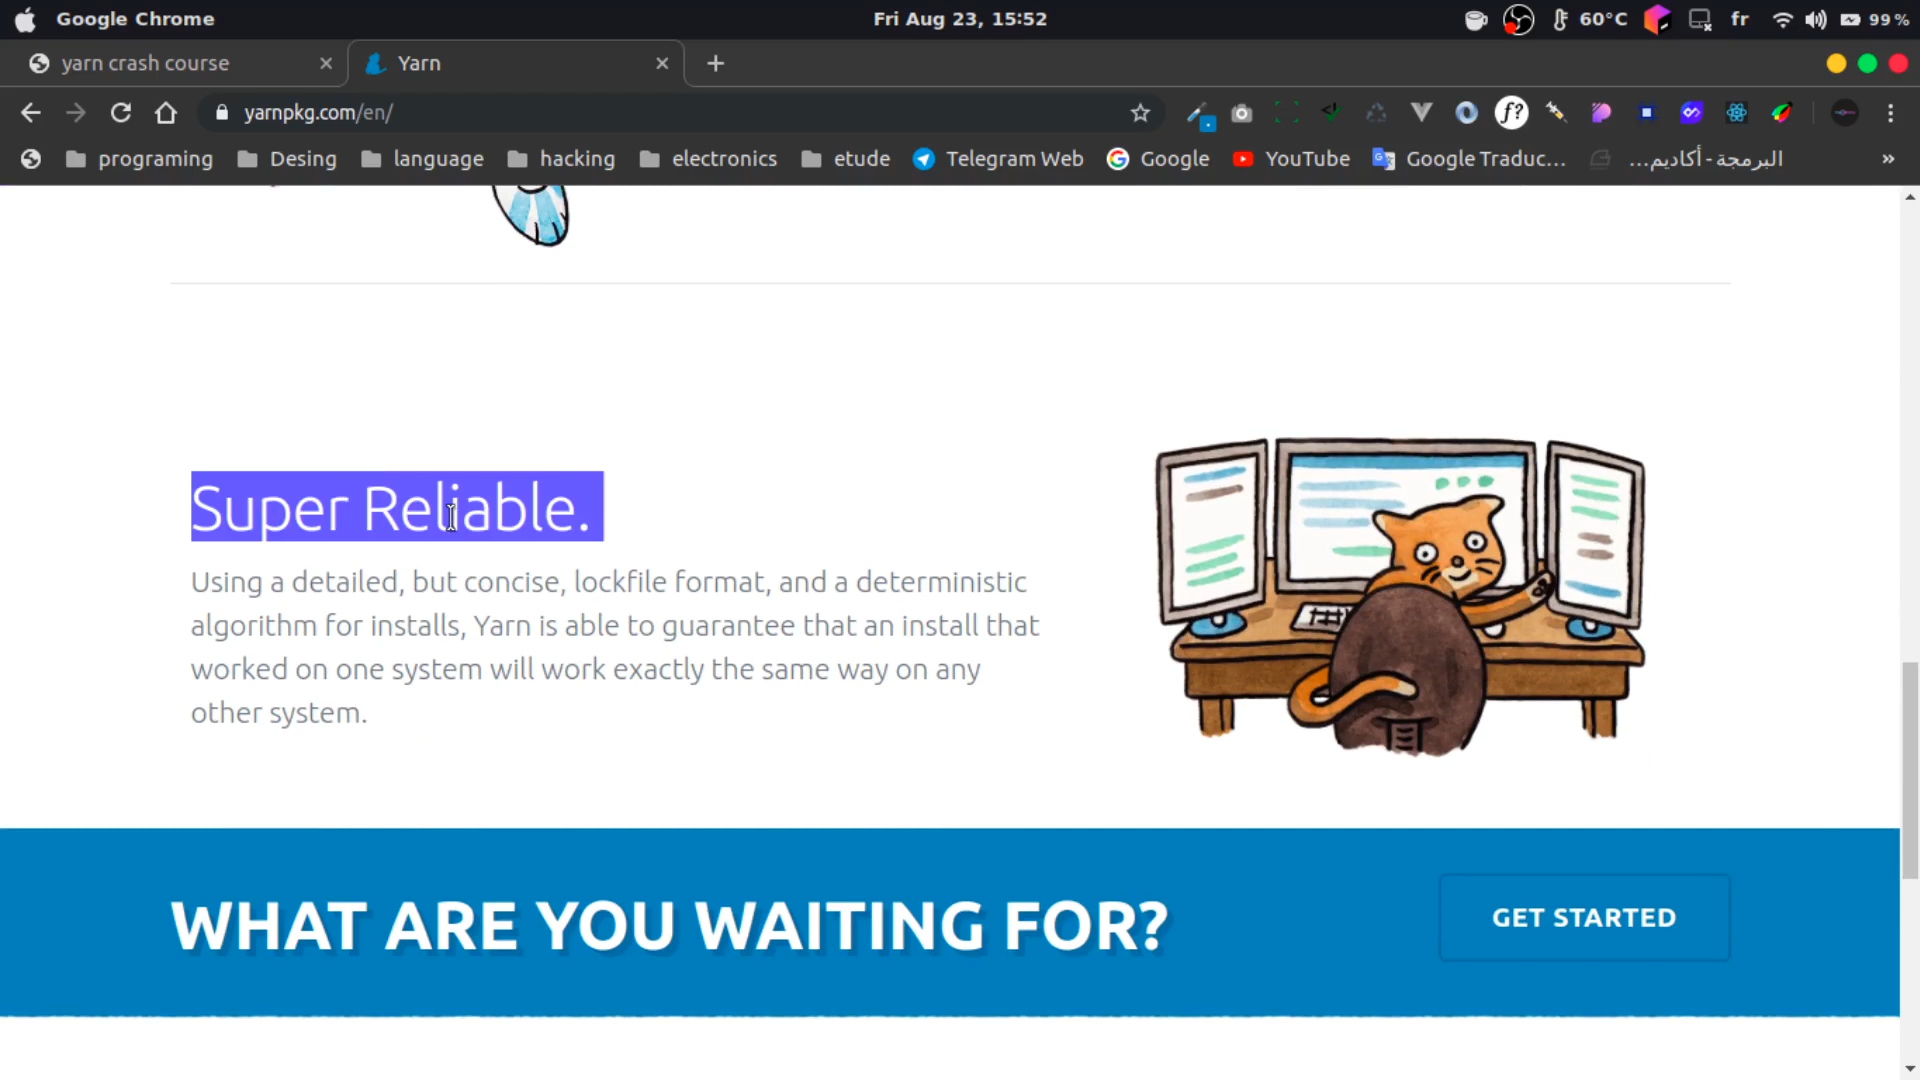 Google Chrome Fri Aug 23, 15:52 60°C fr 99%
yarn crash course Yarn
yarnpkg.com/en/ f?
programing Desing language hacking electronics etude Telegram Web Google YouTube Google Traduc... البرمجة - أكاديم... »
Super Reliable.
Using a detailed, but concise, lockfile format, and a deterministic
algorithm for installs, Yarn is able to guarantee that an install that
worked on one system will work exactly the same way on any
other system.
WHAT ARE YOU WAITING FOR?
GET STARTED